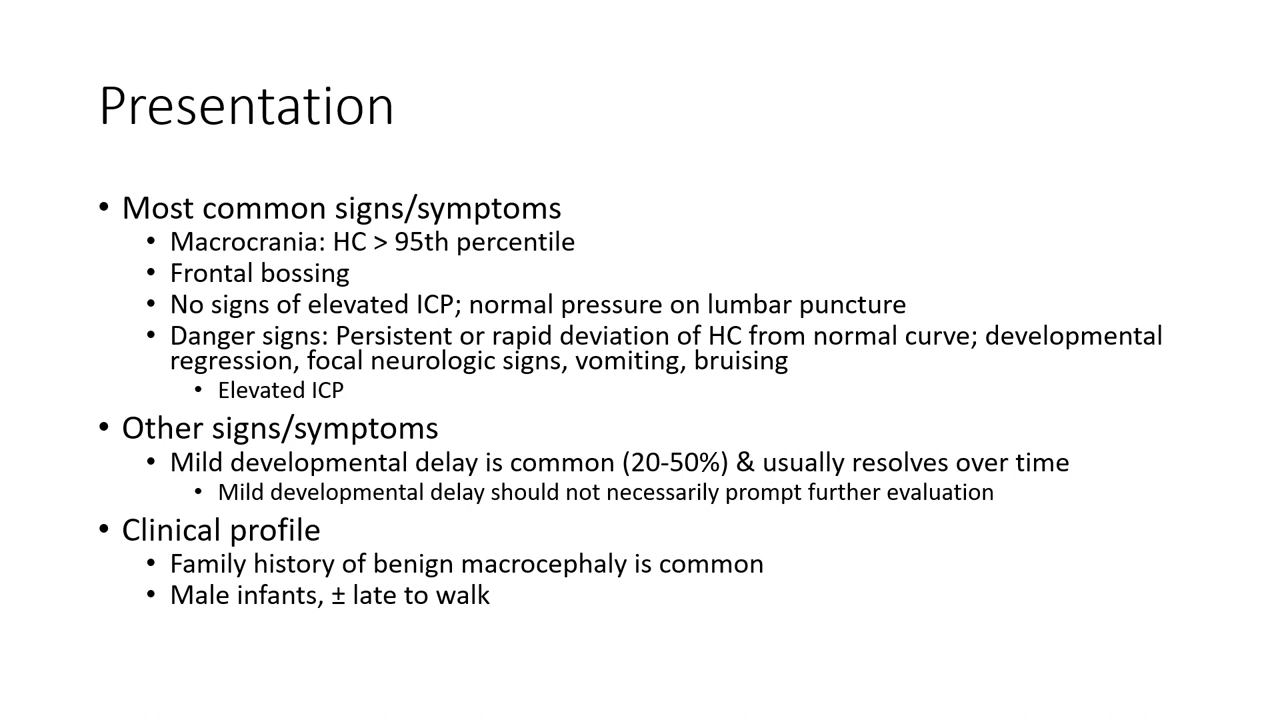 Presentation
• Most common signs/symptoms
• Macrocrania: HC > 95th percentile
• Frontal bossing
• No signs of elevated ICP; normal pressure on lumbar puncture
• Danger signs: Persistent or rapid deviation of HC from normal curve; developmental
regression, focal neurologic signs, vomiting, bruising
• Elevated ICP
• Other signs/symptoms
• Mild developmental delay is common (20-50%) & usually resolves over time
• Mild developmental delay should not necessarily prompt further evaluation
• Clinical profile
• Family history of benign macrocephaly is common
• Male infants, ± late to walk